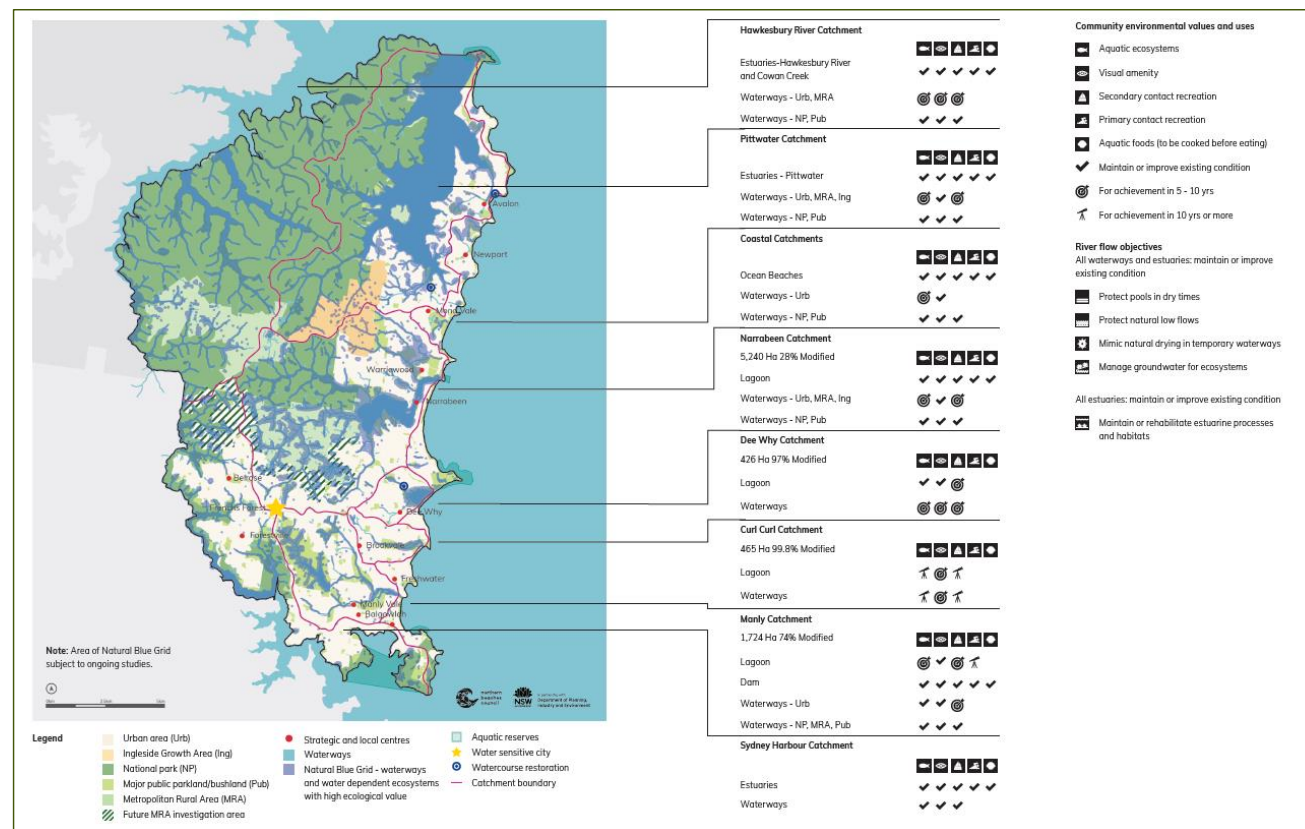 Avalon
Newport
Mona Vale
Warriewood
Narrabeen
Belrose
Frenchs Forest
Dee Why
Forestville
Brookvale
Freshwater
Manly Vale
Balgowlah
Note: Area of Natural Blue Grid
subject to ongoing studies.
northern
beaches
council
NSW
GOVERNMENT
Department of Planning,
Industry and Environment
Legend
Urban area (Urb)
Ingleside Growth Area (Ing)
National park (NP)
Major public parkland/bushland (Pub)
Metropolitan Rural Area (MRA)
Future MRA investigation area
Strategic and local centres
Waterways
Natural Blue Grid - waterways
and water dependent ecosystems
with high ecological value
Aquatic reserves
Water sensitive city
Watercourse restoration
Catchment boundary
Hawkesbury River Catchment
Estuaries-Hawkesbury River
and Cowan Creek
Waterways - Urb, MRA
Waterways - NP, Pub
Pittwater Catchment
Estuaries - Pittwater
Waterways - Urb, MRA, Ing
Waterways - NP, Pub
Coastal Catchments
Ocean Beaches
Waterways - Urb
Waterways - NP, Pub
Narrabeen Catchment
5,240 Ha 28% Modified
Lagoon
Waterways - Urb, MRA, Ing
Waterways - NP, Pub
Dee Why Catchment
426 Ha 97% Modified
Lagoon
Waterways
Curl Curl Catchment
465 Ha 99.8% Modified
Lagoon
Waterways
Manly Catchment
1,724 Ha 74% Modified
Lagoon
Dam
Waterways - Urb
Waterways - NP, MRA, Pub
Sydney Harbour Catchment
Estuaries
Waterways
Community environmental values and uses
Aquatic ecosystems
Visual amenity
Secondary contact recreation
Primary contact recreation
Aquatic foods (to be cooked before eating)
Maintain or improve existing condition
For achievement in 5 - 10 yrs
For achievement in 10 yrs or more
River flow objectives
All waterways and estuaries: maintain or improve
existing condition
Protect pools in dry times
Protect natural low flows
Mimic natural drying in temporary waterways
Manage groundwater for ecosystems
All estuaries: maintain or improve existing condition
Maintain or rehabilitate estuarine processes
and habitats